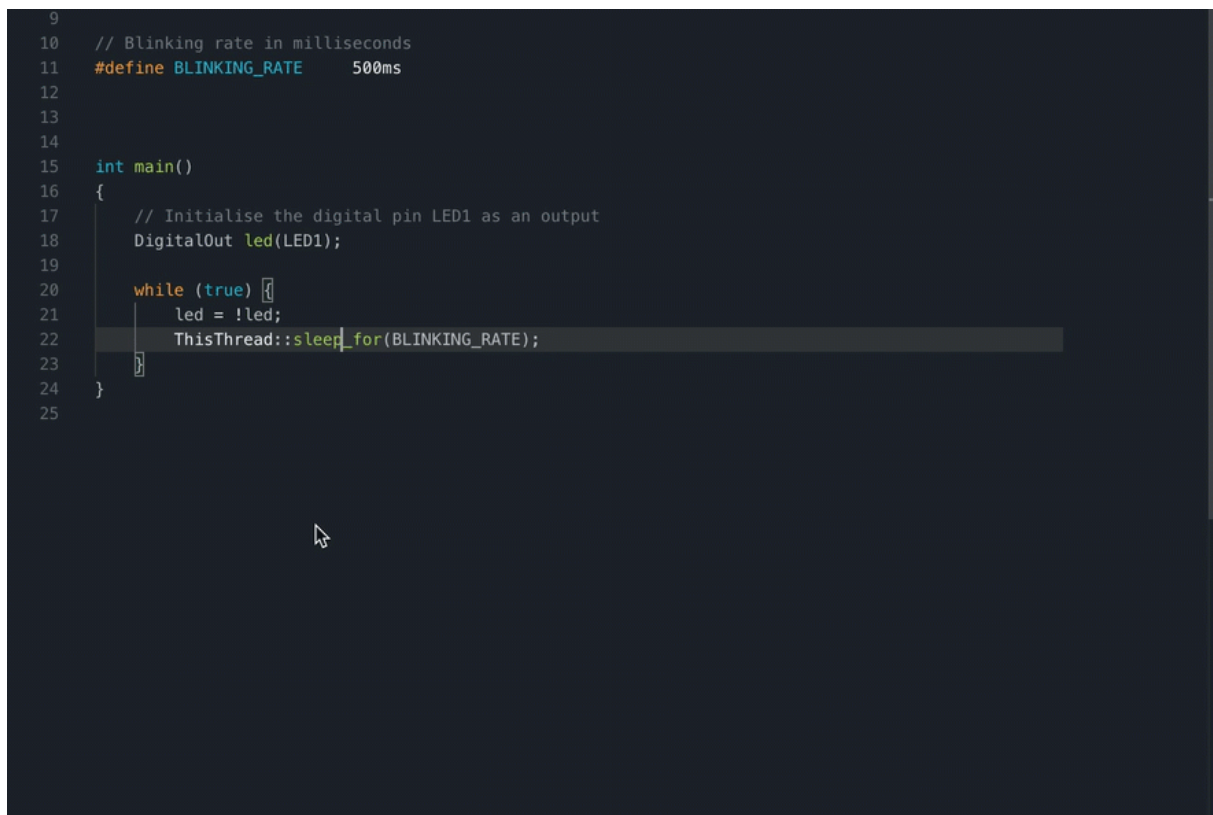 9
10 // Blinking rate in milliseconds
11 #define BLINKING_RATE     500ms
12
13
14
15 int main()
16 {
17     // Initialise the digital pin LED1 as an output
18     DigitalOut led(LED1);
19
20     while (true) {
21         led = !led;
22         ThisThread::sleep_for(BLINKING_RATE);
23     }
24 }
25